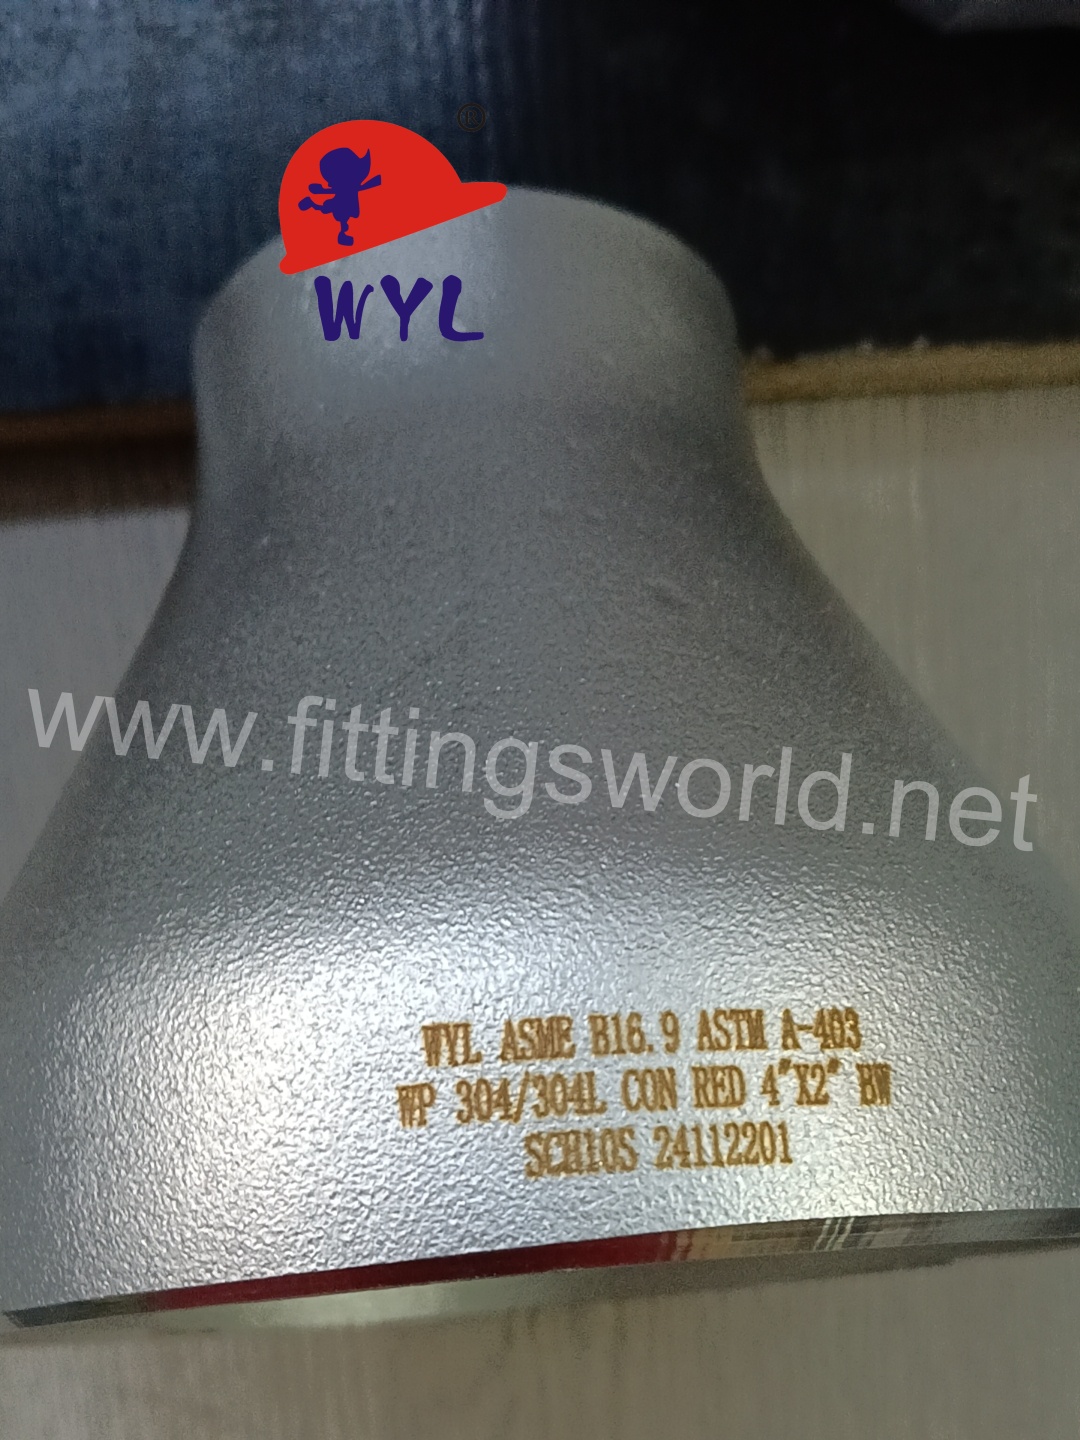 ®
WYL
www.fittingsworld.net
WYL ASME B16.9 ASTM A-403
WP 304/304L CON RED 4"X2" BW
SCH10S 24112201